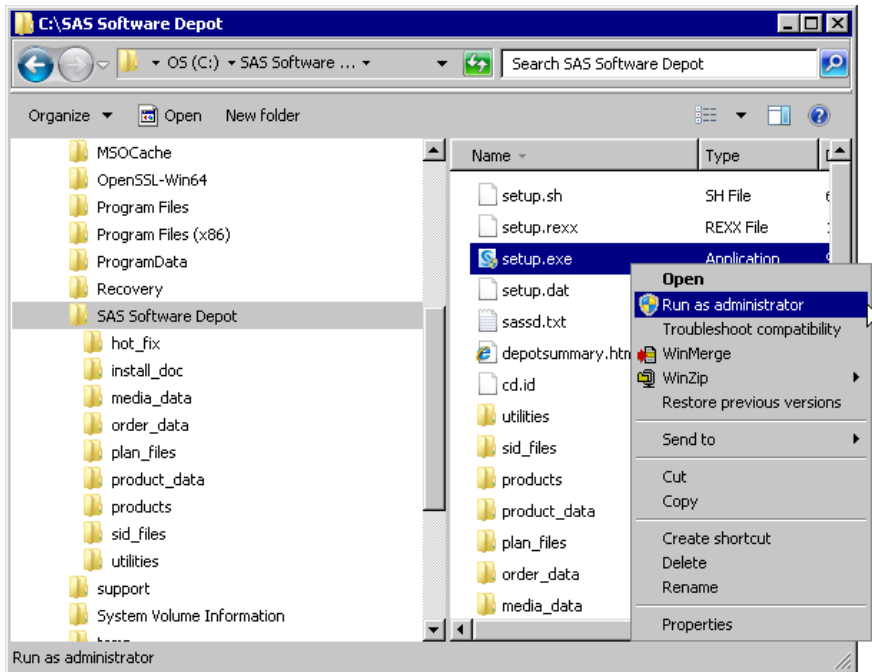 C:\SAS Software Depot
OS (C:) SAS Software ...
Search SAS Software Depot
Organize
Open
New folder
MSOCache
OpenSSL-Win64
Program Files
Program Files (x86)
ProgramData
Recovery
SAS Software Depot
hot_fix
install_doc
media_data
order_data
plan_files
product_data
products
sid_files
utilities
support
System Volume Information
Name
Type
setup.sh
SH File
setup.rexx
REXX File
setup.exe
Application
setup.dat
sassd.txt
depotsummary.htm
cd.id
utilities
sid_files
products
product_data
plan_files
order_data
media_data
Open
Run as administrator
Troubleshoot compatibility
WinMerge
WinZip
Restore previous versions
Send to
Cut
Copy
Create shortcut
Delete
Rename
Properties
Run as administrator